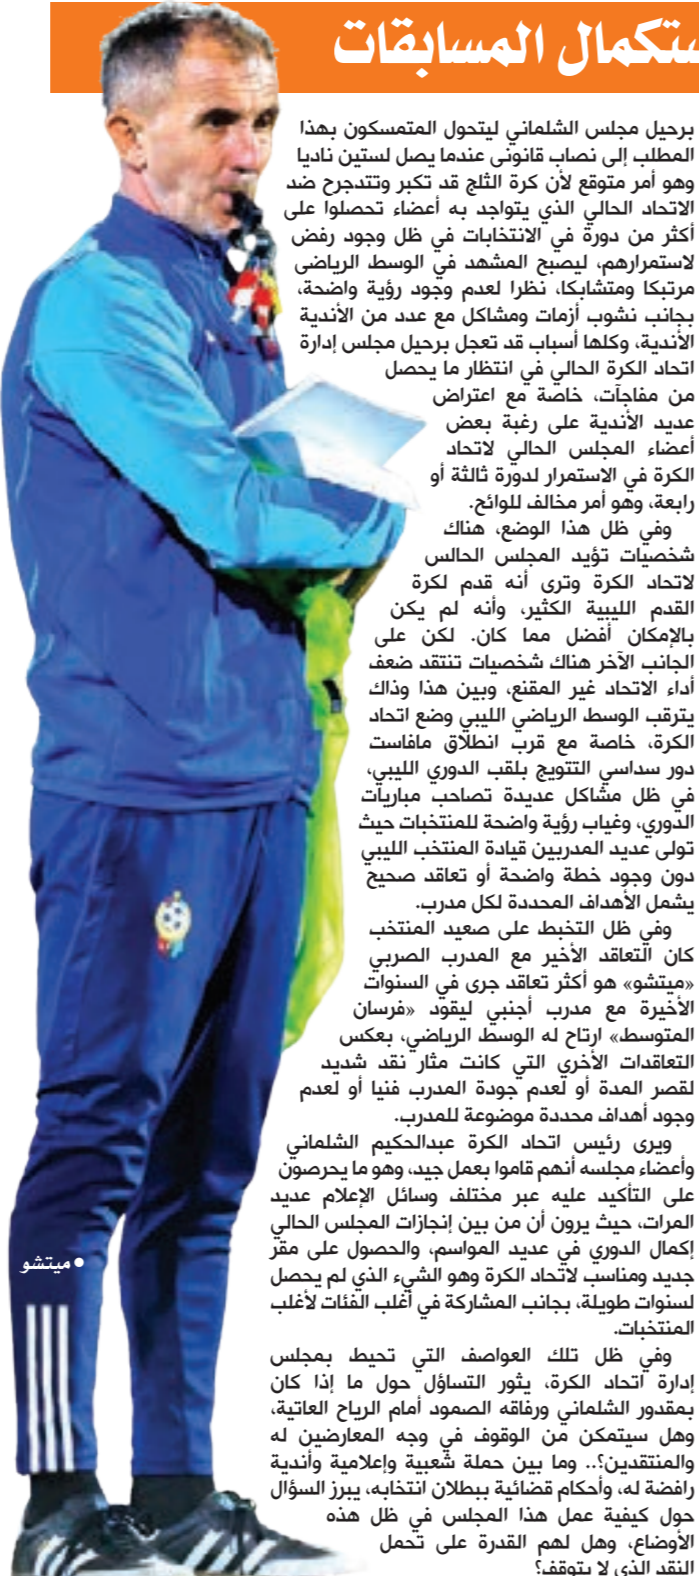 ستكمال المسابقات
برحيل مجلس الشلماني ليتحول المتمسكون بهذا
المطلب إلى نصاب قانونى عندما يصل لستين ناديا
وهو أمر متوقع لأن كرة الثلج قد تكبر وتتدجرح ضد
الاتحاد الحالي الذي يتواجد به أعضاء تحصلوا على
أكثر من دورة في الانتخابات في ظل وجود رفض
لاستمرارهم، ليصبح المشهد في الوسط الرياضى
مرتبكا ومتشابكا، نظرا لعدم وجود رؤية واضحة،
بجانب نشوب أزمات ومشاكل مع عدد من الأندية
الأندية، وكلها أسباب قد تعجل برحيل مجلس إدارة
اتحاد الكرة الحالي في انتظار ما يحصل
من مفاجآت، خاصة مع اعتراض
عديد الأندية على رغبة بعض
أعضاء المجلس الحالي لاتحاد
الكرة في الاستمرار لدورة ثالثة أو
رابعة، وهو أمر مخالف للوائح.
وفي ظل هذا الوضع، هناك
شخصيات تؤيد المجلس الحالس
لاتحاد الكرة وترى أنه قدم لكرة
القدم الليبية الكثير، وأنه لم يكن
بالإمكان أفضل مما كان. لكن على
الجانب الآخر هناك شخصيات تنتقد ضعف
أداء الاتحاد غير المقنع، وبين هذا وذاك
يترقب الوسط الرياضي الليبي وضع اتحاد
الكرة، خاصة مع قرب انطلاق مافاست
دور سداسي التتويج بلقب الدوري الليبي،
في ظل مشاكل عديدة تصاحب مباريات
الدوري، وغياب رؤية واضحة للمنتخبات حيث
تولى عديد المدربين قيادة المنتخب الليبي
دون وجود خطة واضحة أو تعاقد صحيح
يشمل الأهداف المحددة لكل مدرب.
وفي ظل التخبط على صعيد المنتخب
كان التعاقد الأخير مع المدرب الصربي
«ميتشو» هو أكثر تعاقد جرى في السنوات
الأخيرة مع مدرب أجنبي ليقود «فرسان
المتوسط» ارتاح له الوسط الرياضي، بعكس
التعاقدات الأخري التي كانت مثار نقد شديد
لقصر المدة أو لعدم جودة المدرب فنيا أو لعدم
وجود أهداف محددة موضوعة للمدرب.
ويرى رئيس اتحاد الكرة عبدالحكيم الشلماني
وأعضاء مجلسه أنهم قاموا بعمل جيد، وهو ما يحرصون
على التأكيد عليه عبر مختلف وسائل الإعلام عديد
المرات، حيث يرون أن من بين إنجازات المجلس الحالي
إكمال الدوري في عديد المواسم، والحصول على مقر
جديد ومناسب لاتحاد الكرة وهو الشيء الذي لم يحصل
لسنوات طويلة، بجانب المشاركة في أغلب الفئات لأغلب
المنتخبات.
وفي ظل تلك العواصف التي تحيط بمجلس
إدارة اتحاد الكرة، يثور التساؤل حول ما إذا كان
بمقدور الشلماني ورفاقه الصمود أمام الرياح العاتية،
وهل سيتمكن من الوقوف في وجه المعارضين له
والمنتقدين؟.. وما بين حملة شعبية وإعلامية وأندية
رافضة له، وأحكام قضائية ببطلان انتخابه، يبرز السؤال
حول كيفية عمل هذا المجلس في ظل هذه
الأوضاع، وهل لهم القدرة على تحمل
النقد الذي لا يتوقف؟
• ميتشو